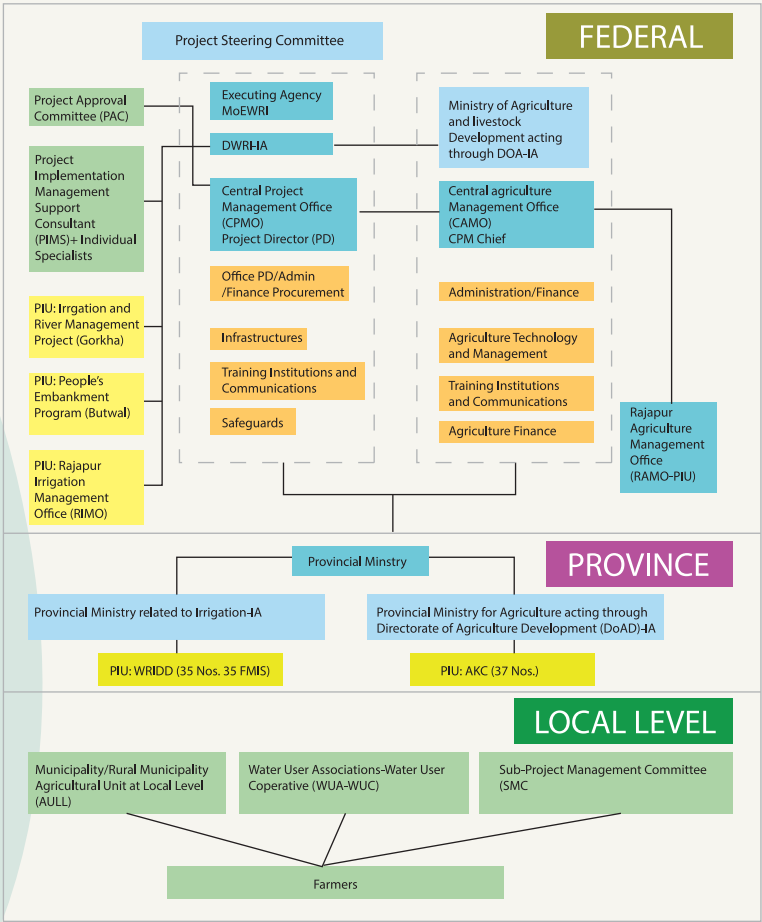 FEDERAL
Project Steering Committee
Project Approval
Committee (PAC)
Project
Implementation
Management
Support
Consultant
(PIMS)+ Individual
Specialists
PIU: Irrgation and
River Management
Project (Gorkha)
PIU: People's
Embankment
Program (Butwal)
PIU: Rajapur
Irrigation
Management
Office (RIMO)
Executing Agency
MoEWRI
DWRI-IA
Central Project
Management Office
(CPMO)
Project Director (PD)
Office PD/Admin
/Finance Procurement
Infrastructures
Training Institutions and
Communications
Safeguards
Ministry of Agriculture
and livestock
Development acting
through DOA-IA
Central agriculture
Management Office
(CAMO)
CPM Chief
Administration/Finance
Agriculture Technology
and Management
Training Institutions
and Communications
Agriculture Finance
Rajapur
Agriculture
Management
Office
(RAMO-PIU)
PROVINCE
Provincial Minstry
Provincial Ministry related to Irrigation-IA
Provincial Ministry for Agriculture acting through
Directorate of Agriculture Development (DoAD)-IA
PIU: WRIDD (35 Nos. 35 FMIS)
PIU: AKC (37 Nos.)
LOCAL LEVEL
Municipality/Rural Municipality
Agricultural Unit at Local Level
(AULL)
Water User Associations-Water User
Coperative (WUA-WUC)
Sub-Project Management Committee
(SMC
Farmers